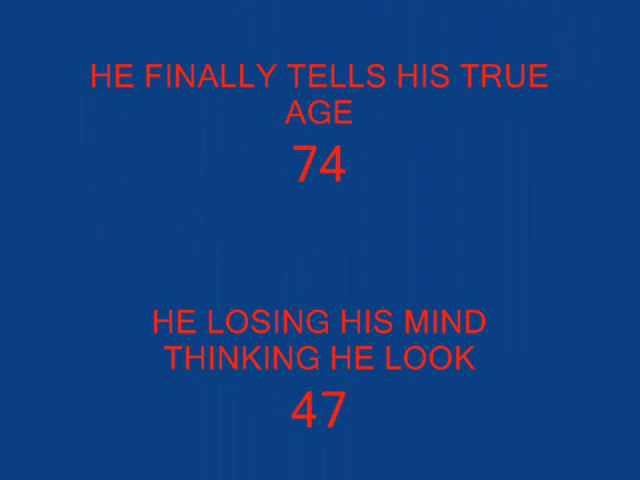 HE FINALLY TELLS HIS TRUE
AGE
74
HE LOSING HIS MIND
THINKING HE LOOK
47